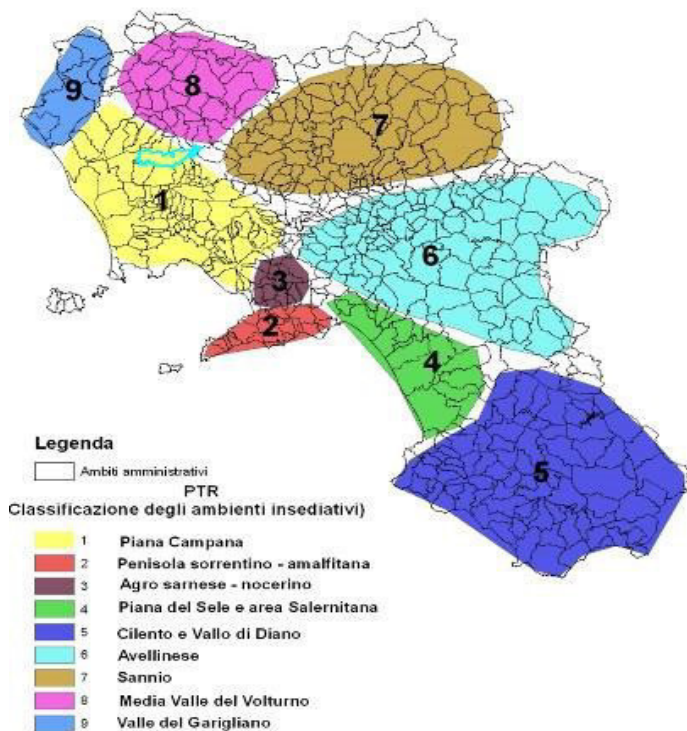 9
8
7
1
6
3
2
4
5
Legenda
Ambiti amministrativi
PTR
Classificazione degli ambienti insediativi)
1 Piana Campana
2 Penisola sorrentino - amalfitana
3 Agro sarnese - nocerino
4 Piana del Sele e area Salernitana
5 Cilento e Vallo di Diano
6 Avellinese
7 Sannio
8 Media Valle del Volturno
9 Valle del Garigliano